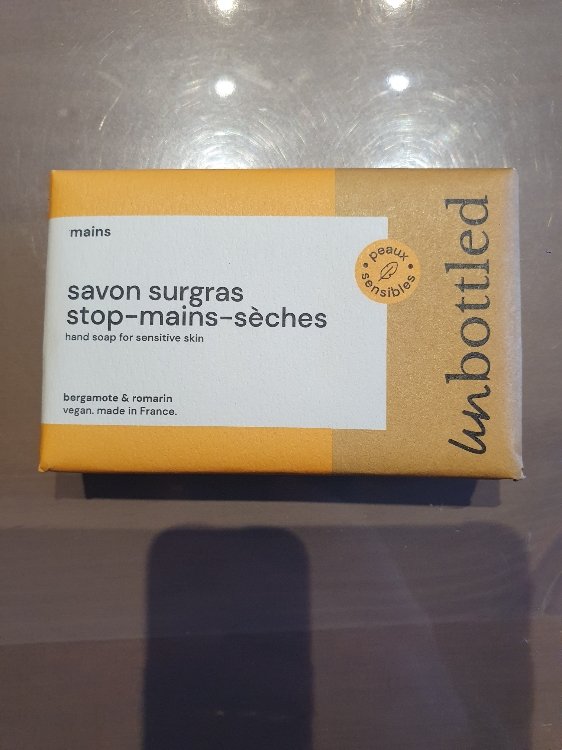 mains
savon surgras
stop-mains-sèches
hand soap for sensitive skin
bergamote & romarin
vegan. made in France.
peaux
sensibles
unbottled